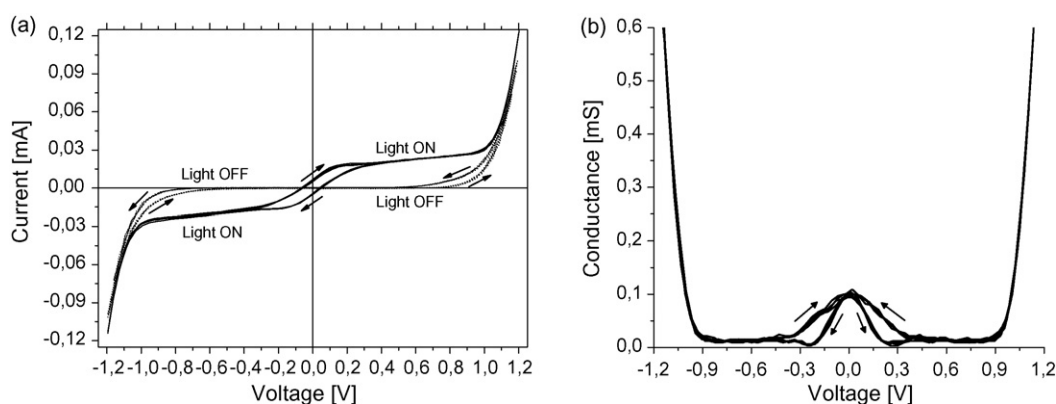 (a)
Current [mA]
0,12
0,09
0,06
0,03
0,00
-0,03
-0,06
-0,09
-0,12
Light ON
Light OFF
Light OFF
Light ON
-1,2 -1,0 -0,8 -0,6 -0,4 -0,2 0,0 0,2 0,4 0,6 0,8 1,0 1,2
Voltage [V]
(b)
Conductance [mS]
0,6
0,5
0,4
0,3
0,2
0,1
0,0
-1,2 -0,9 -0,6 -0,3 0,0 0,3 0,6 0,9 1,2
Voltage [V]